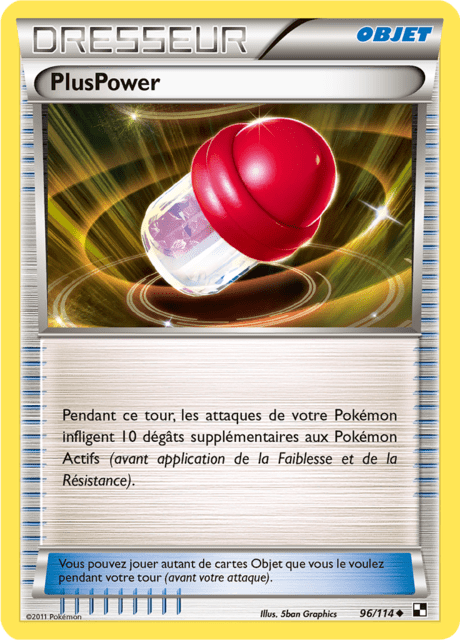 DRESSEUR OBJET
PlusPower
Pendant ce tour, les attaques de votre Pokémon
infligent 10 dégâts supplémentaires aux Pokémon
Actifs (avant application de la Faiblesse et de la
Résistance).
Vous pouvez jouer autant de cartes Objet que vous le voulez
pendant votre tour (avant votre attaque).
©2011 Pokémon Illus. 5ban Graphics 96/114